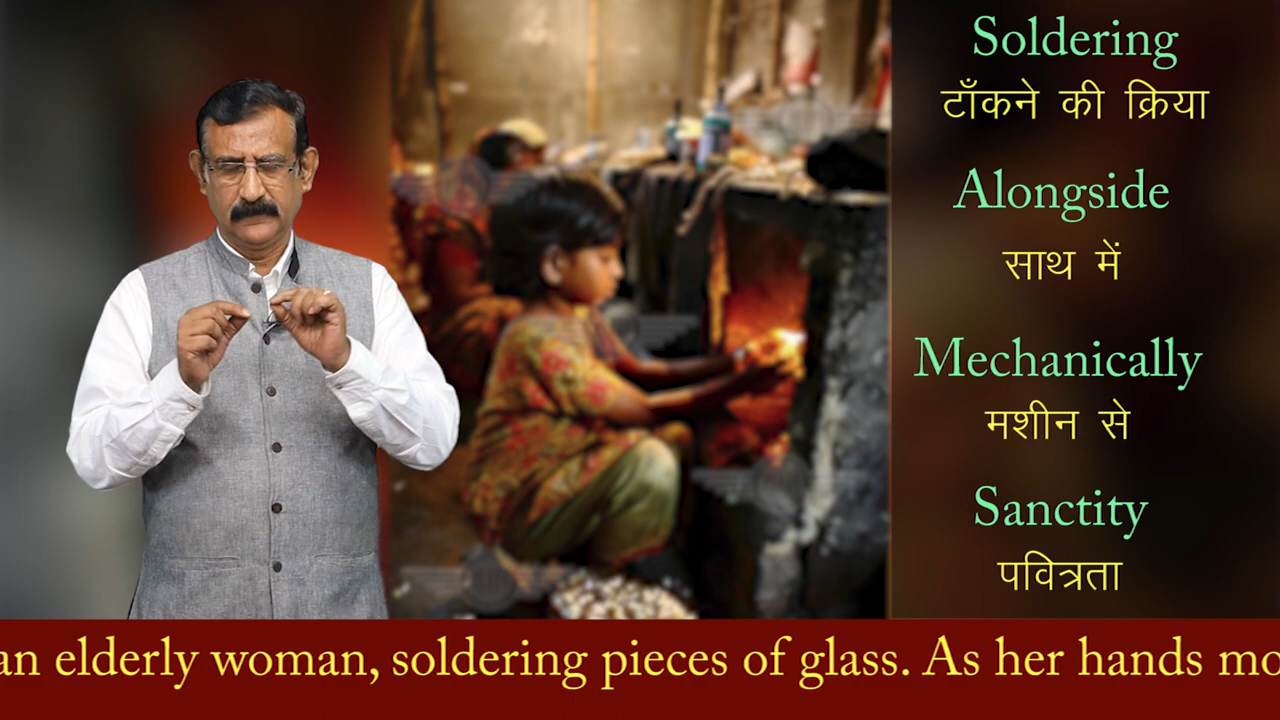 Soldering
टाँकने की क्रिया
Alongside
साथ में
Mechanically
मशीन से
Sanctity
पवित्रता
an elderly woman, soldering pieces of glass. As her hands mo